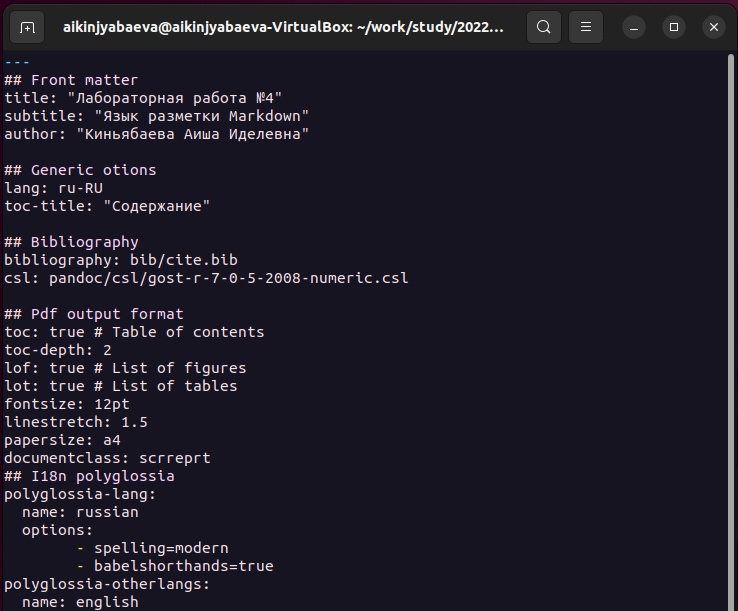 aikinjyabaeva@aikinjyabaeva-VirtualBox: ~/work/study/2022...
---
## Front matter
title: "Лабораторная работа №4"
subtitle: "Язык разметки Markdown"
author: "Киньябаева Аиша Иделевна"
## Generic otions
lang: ru-RU
toc-title: "Содержание"
## Bibliography
bibliography: bib/cite.bib
csl: pandoc/csl/gost-r-7-0-5-2008-numeric.csl
## Pdf output format
toc: true # Table of contents
toc-depth: 2
lof: true # List of figures
lot: true # List of tables
fontsize: 12pt
linestretch: 1.5
papersize: a4
documentclass: scrreprt
## I18n polyglossia
polyglossia-lang:
  name: russian
  options:
        - spelling=modern
        - babelshorthands=true
polyglossia-otherlangs:
  name: english